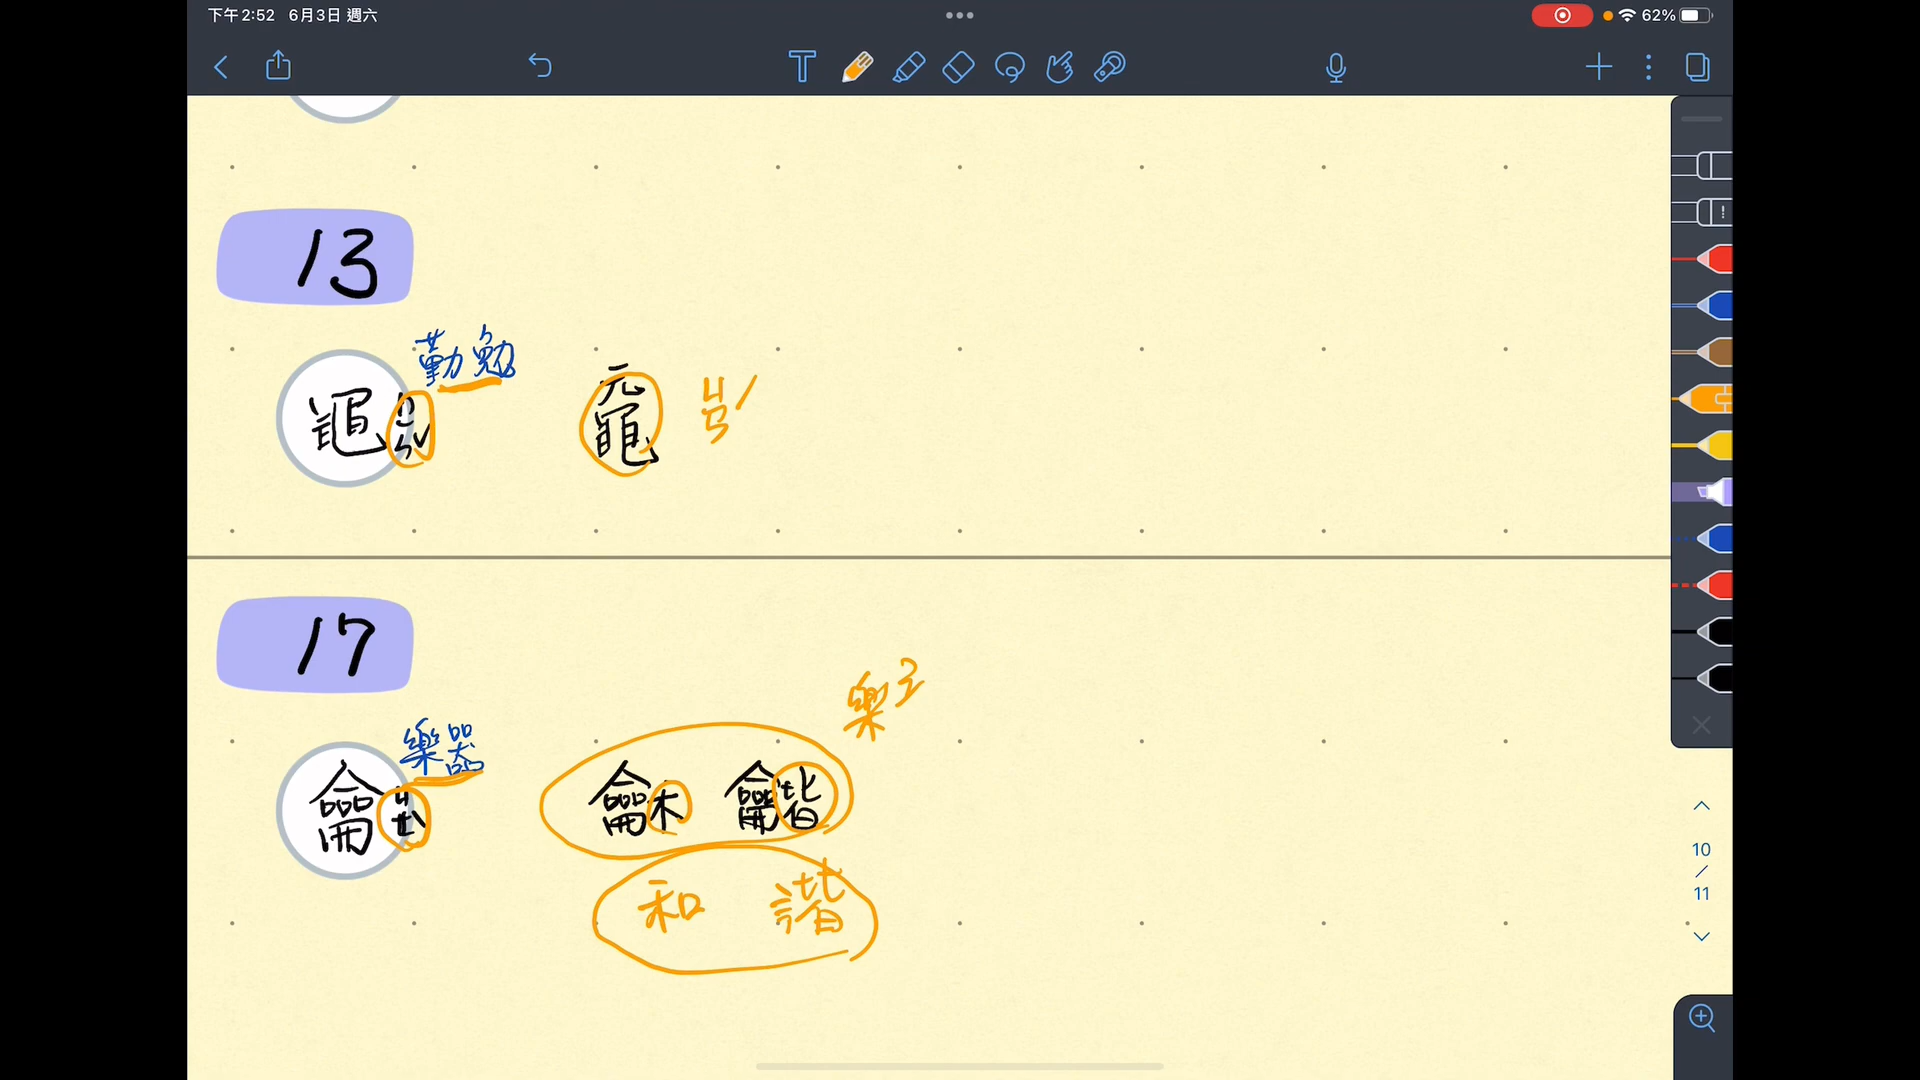 下午2:52 6月3日 週六
62%
13
勤勉
黽 ㄇㄧㄣˇ
黿 ㄩㄢˊ
17
樂器
龠 ㄩㄝˋ
龢 龤
樂
和 諧
10
/
11